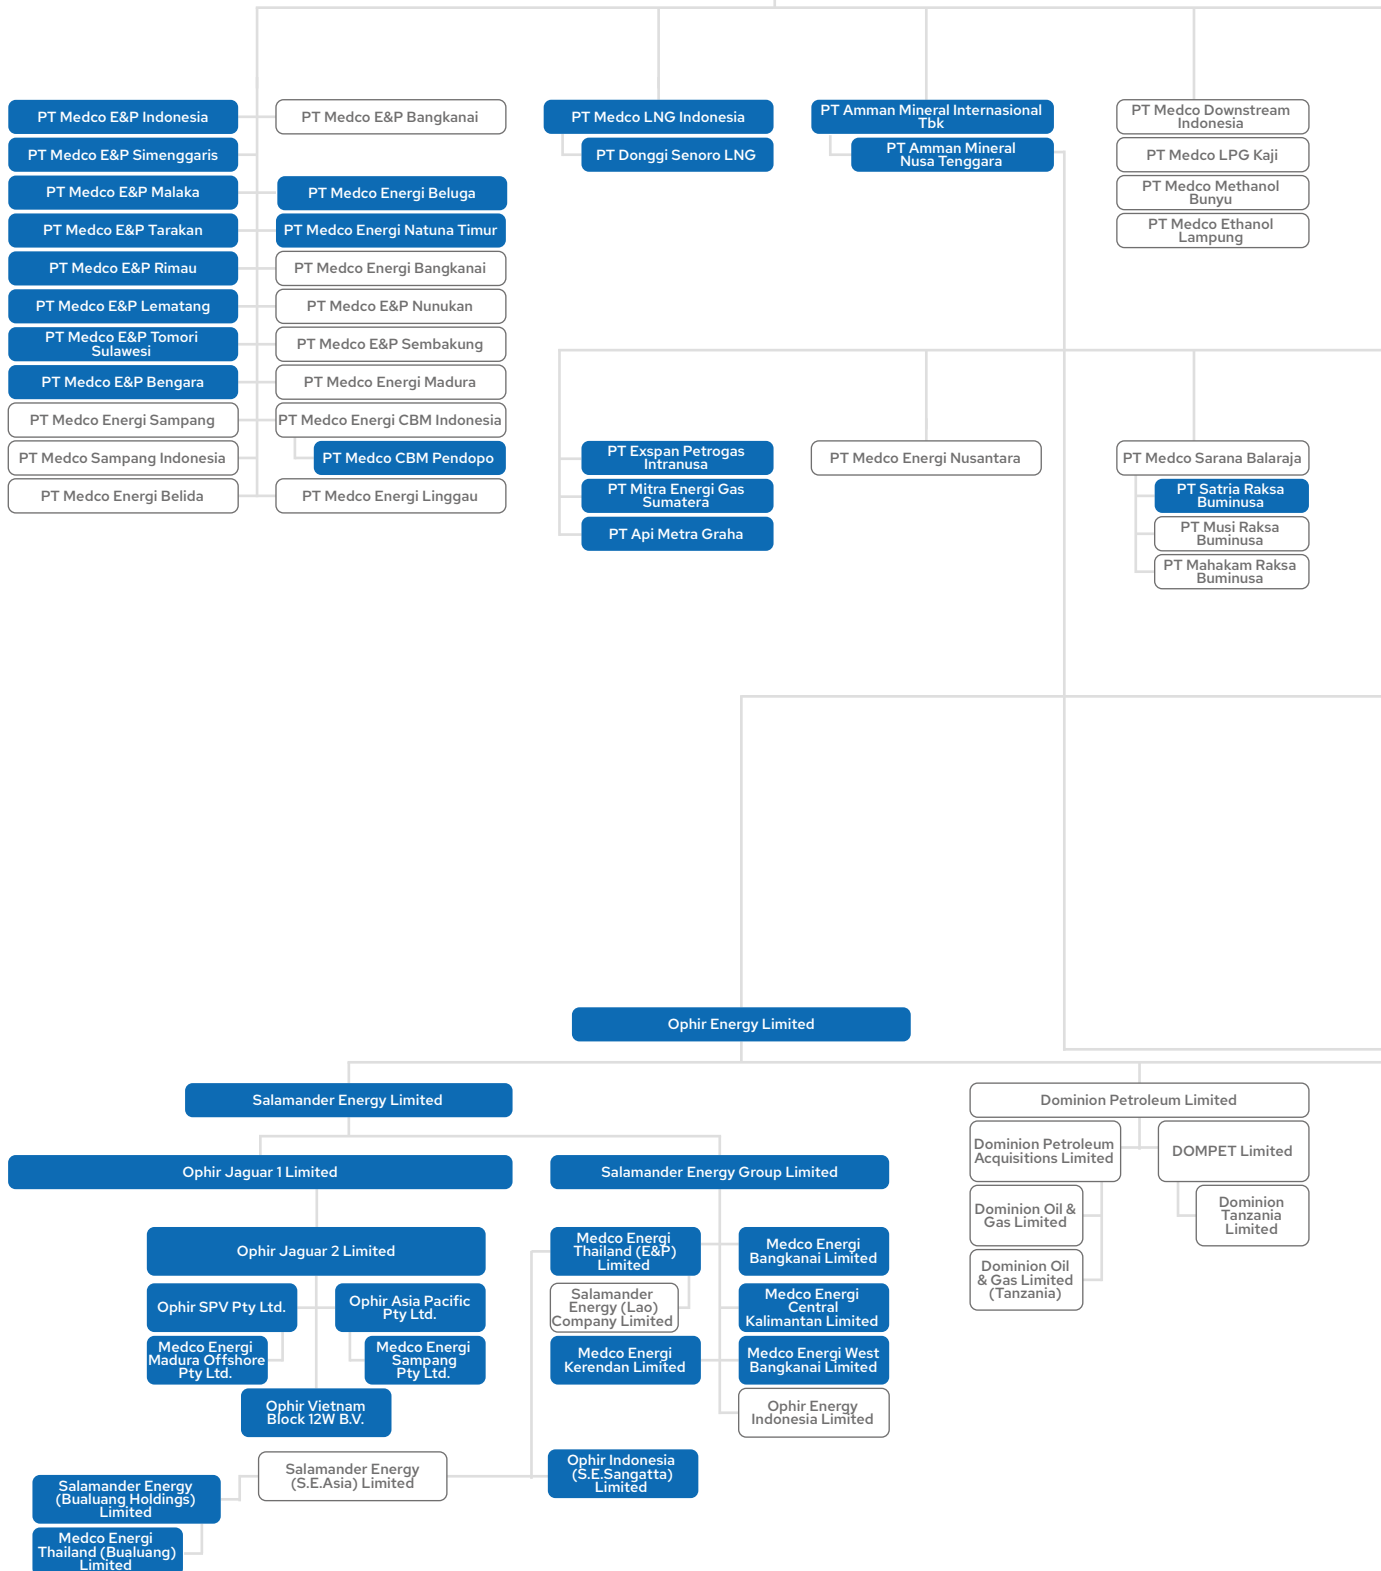 PT Medco E&P Indonesia
PT Medco E&P Bangkanai
PT Medco E&P Simenggaris
PT Medco E&P Malaka
PT Medco Energi Beluga
PT Medco E&P Tarakan
PT Medco Energi Natuna Timur
PT Medco E&P Rimau
PT Medco Energi Bangkanai
PT Medco E&P Lematang
PT Medco E&P Nunukan
PT Medco E&P Tomori
Sulawesi
PT Medco E&P Sembakung
PT Medco E&P Bengara
PT Medco Energi Madura
PT Medco Energi Sampang
PT Medco Energi CBM Indonesia
PT Medco Sampang Indonesia
PT Medco CBM Pendopo
PT Medco Energi Belida
PT Medco Energi Linggau
PT Medco LNG Indonesia
PT Donggi Senoro LNG
PT Amman Mineral Internasional
Tbk
PT Amman Mineral
Nusa Tenggara
PT Medco Downstream
Indonesia
PT Medco LPG Kaji
PT Medco Methanol
Bunyu
PT Medco Ethanol
Lampung
PT Exspan Petrogas
Intranusa
PT Mitra Energi Gas
Sumatera
PT Api Metra Graha
PT Medco Energi Nusantara
PT Medco Sarana Balaraja
PT Satria Raksa
Buminusa
PT Musi Raksa
Buminusa
PT Mahakam Raksa
Buminusa
Ophir Energy Limited
Salamander Energy Limited
Ophir Jaguar 1 Limited
Salamander Energy Group Limited
Ophir Jaguar 2 Limited
Ophir SPV Pty Ltd.
Ophir Asia Pacific
Pty Ltd.
Medco Energi
Madura Offshore
Pty Ltd.
Medco Energi
Sampang
Pty Ltd.
Ophir Vietnam
Block 12W B.V.
Medco Energi
Thailand (E&P)
Limited
Medco Energi
Bangkanai Limited
Salamander
Energy (Lao)
Company Limited
Medco Energi
Central
Kalimantan Limited
Medco Energi
Kerendan Limited
Medco Energi West
Bangkanai Limited
Ophir Energy
Indonesia Limited
Salamander Energy
(S.E.Asia) Limited
Ophir Indonesia
(S.E.Sangatta)
Limited
Salamander Energy
(Bualuang Holdings)
Limited
Medco Energi
Thailand (Bualuang)
Limited
Dominion Petroleum Limited
Dominion Petroleum
Acquisitions Limited
DOMPET Limited
Dominion Oil &
Gas Limited
Dominion
Tanzania
Limited
Dominion Oil
& Gas Limited
(Tanzania)